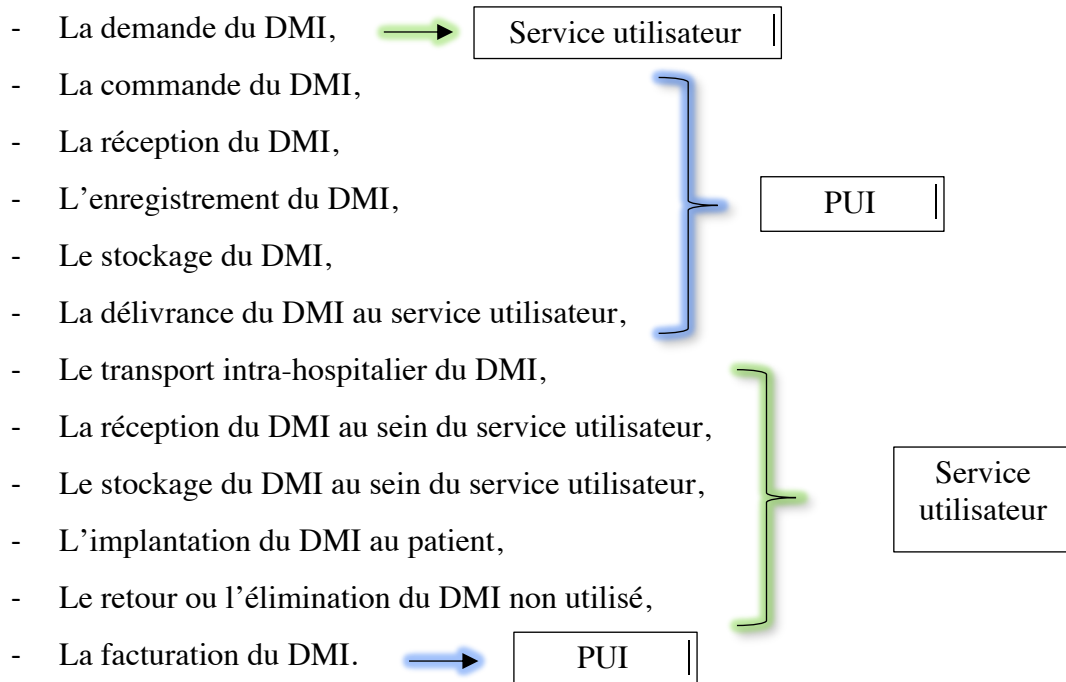 - La demande du DMI, Service utilisateur
- La commande du DMI,
- La réception du DMI,
- L’enregistrement du DMI, PUI
- Le stockage du DMI,
- La délivrance du DMI au service utilisateur,
- Le transport intra-hospitalier du DMI,
- La réception du DMI au sein du service utilisateur,
- Le stockage du DMI au sein du service utilisateur,
Service
utilisateur
- L’implantation du DMI au patient,
- Le retour ou l’élimination du DMI non utilisé,
- La facturation du DMI. PUI